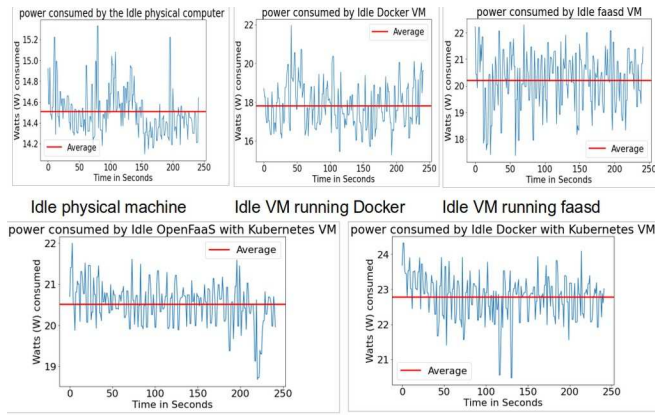 power consumed by the Idle physical computer
15.2
15.0
14.8
14.6
14.4
14.2
Watts (W) consumed
Average
0 50 100 150 200 250
Time in Seconds
power consumed by Idle Docker VM
22
20
18
16
Watts (W) consumed
Average
0 50 100 150 200 250
Time in Seconds
power consumed by Idle faasd VM
22
21
20
19
18
Watts (W) consumed
Average
0 50 100 150 200 250
Time in Seconds
Idle physical machine
Idle VM running Docker
Idle VM running faasd
power consumed by Idle OpenFaaS with Kubernetes VM
22
21
20
19
Watts (W) consumed
Average
0 50 100 150 200 250
Time in Seconds
power consumed by Idle Docker with Kubernetes VM
24
23
22
21
Watts (W) consumed
Average
0 50 100 150 200 250
Time in Seconds